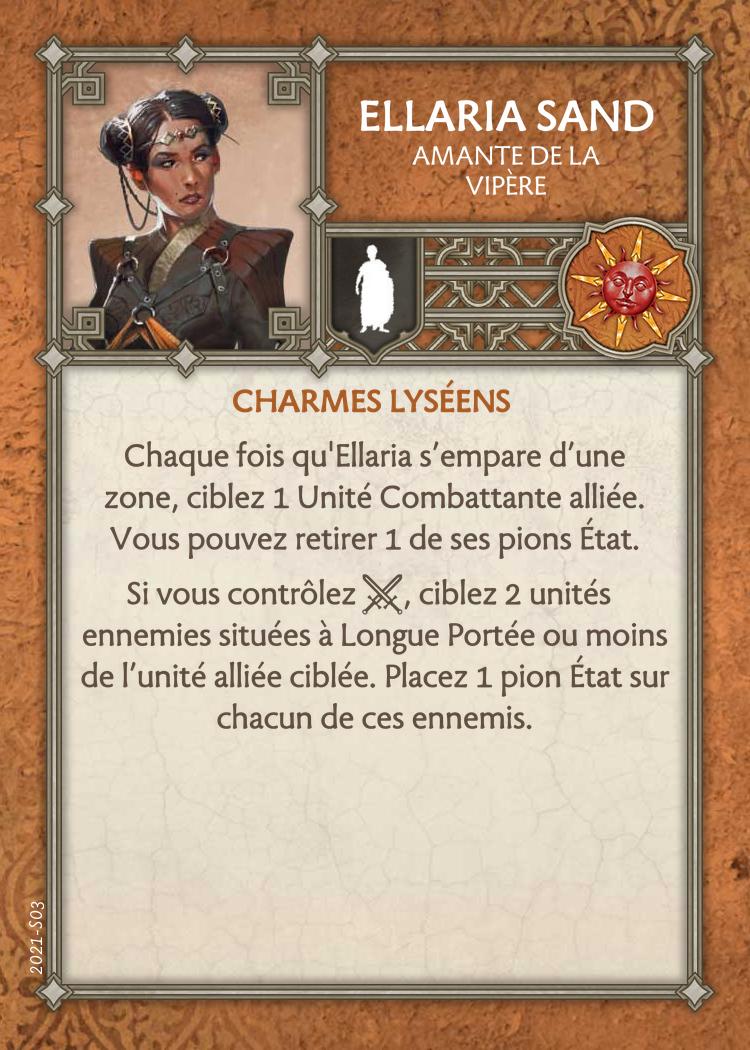 ELLARIA SAND
AMANTE DE LA
VIPÈRE
CHARMES LYSÉENS
Chaque fois qu'Ellaria s’empare d’une
zone, ciblez 1 Unité Combattante alliée.
Vous pouvez retirer 1 de ses pions État.
Si vous contrôlez , ciblez 2 unités
ennemies situées à Longue Portée ou moins
de l’unité alliée ciblée. Placez 1 pion État sur
chacun de ces ennemis.
2021-S03